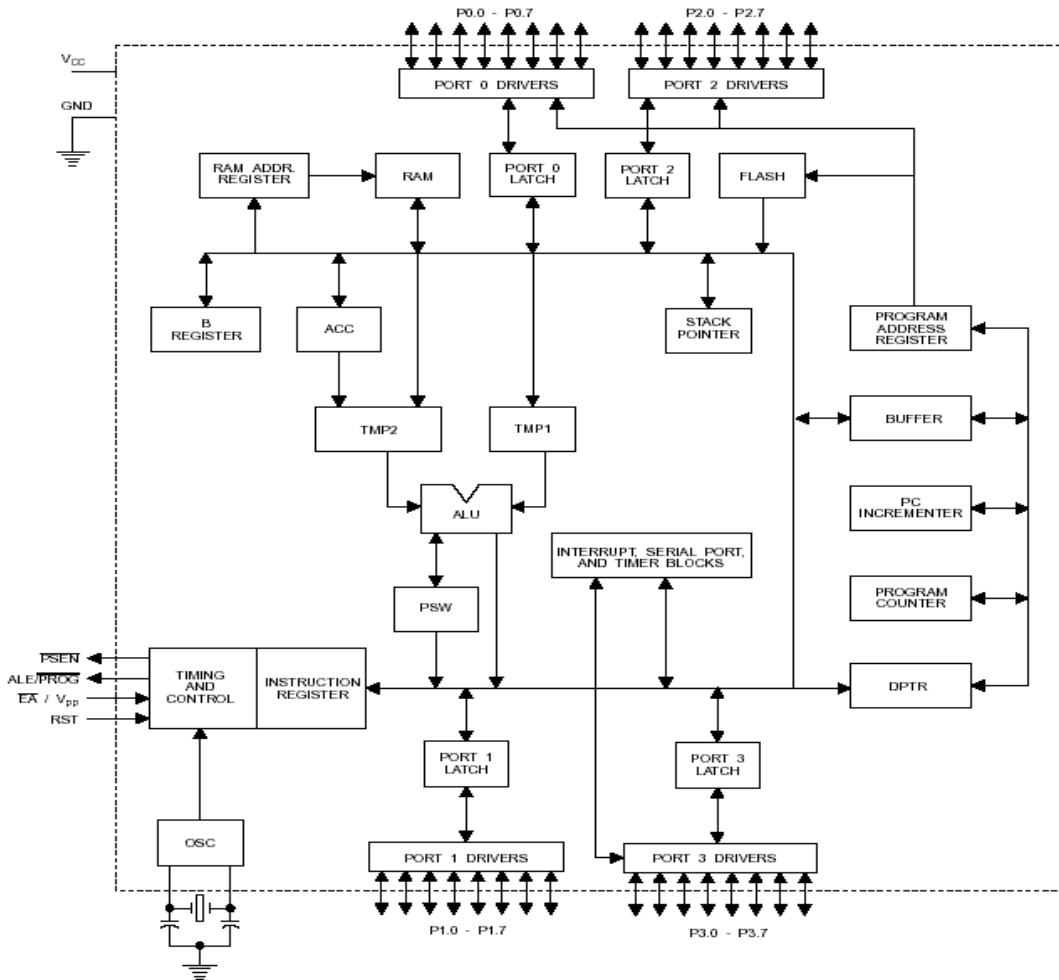 P0.0 - P0.7
P2.0 - P2.7
VCC
PORT 0 DRIVERS
PORT 2 DRIVERS
GND
RAM ADDR.
REGISTER
RAM
PORT 0
LATCH
PORT 2
LATCH
FLASH
B
REGISTER
ACC
STACK
POINTER
PROGRAM
ADDRESS
REGISTER
TMP2
TMP1
BUFFER
ALU
PC
INCREMENTER
INTERRUPT, SERIAL PORT,
AND TIMER BLOCKS
PSW
PROGRAM
COUNTER
PSEN
ALE/PROG
EA / VPP
RST
TIMING
AND
CONTROL
INSTRUCTION
REGISTER
DPTR
PORT 1
LATCH
PORT 3
LATCH
OSC
PORT 1 DRIVERS
PORT 3 DRIVERS
P1.0 - P1.7
P3.0 - P3.7